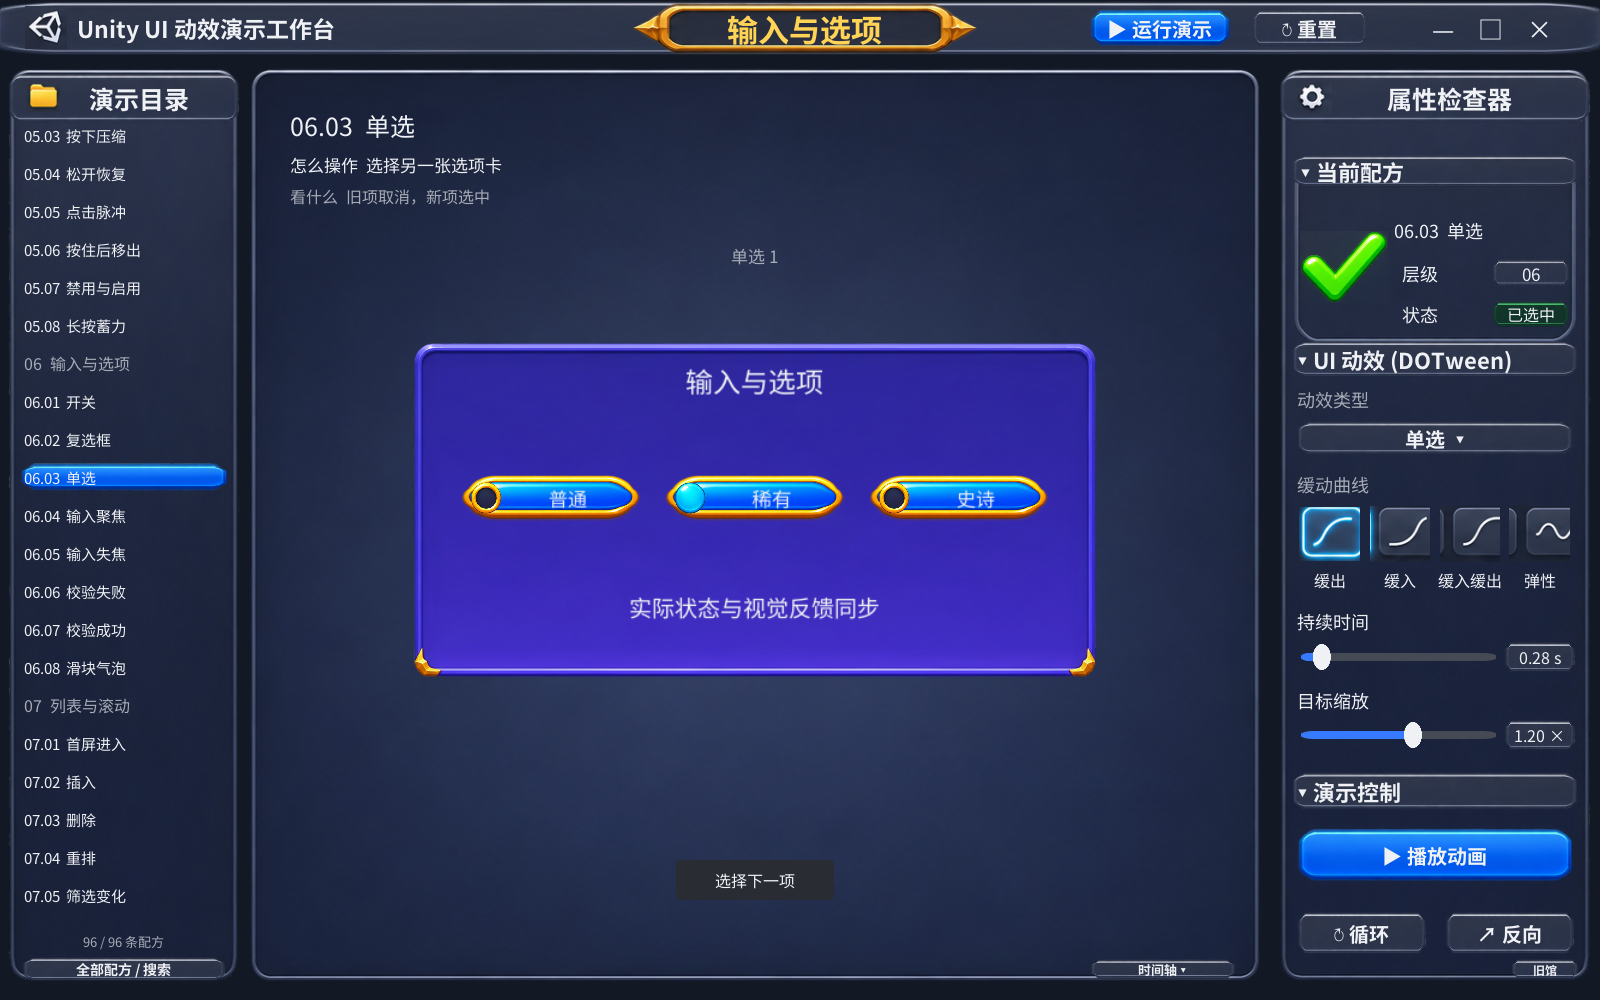 Unity UI 动效演示工作台
输入与选项
▶ 运行演示
重置
演示目录
05.03 按下压缩
05.04 松开恢复
05.05 点击脉冲
05.06 按住后移出
05.07 禁用与启用
05.08 长按蓄力
06 输入与选项
06.01 开关
06.02 复选框
06.03 单选
06.04 输入聚焦
06.05 输入失焦
06.06 校验失败
06.07 校验成功
06.08 滑块气泡
07 列表与滚动
07.01 首屏进入
07.02 插入
07.03 删除
07.04 重排
07.05 筛选变化
96 / 96 条配方
全部配方 / 搜索
06.03 单选
怎么操作 选择另一张选项卡
看什么 旧项取消，新项选中
单选 1
输入与选项
普通
稀有
史诗
实际状态与视觉反馈同步
选择下一项
时间轴 ▾
属性检查器
▾ 当前配方
06.03 单选
层级 06
状态 已选中
▾ UI 动效 (DOTween)
动效类型
单选 ▾
缓动曲线
缓出 缓入 缓入缓出 弹性
持续时间
0.28 s
目标缩放
1.20 ×
▾ 演示控制
▶ 播放动画
循环
↗ 反向
旧馆